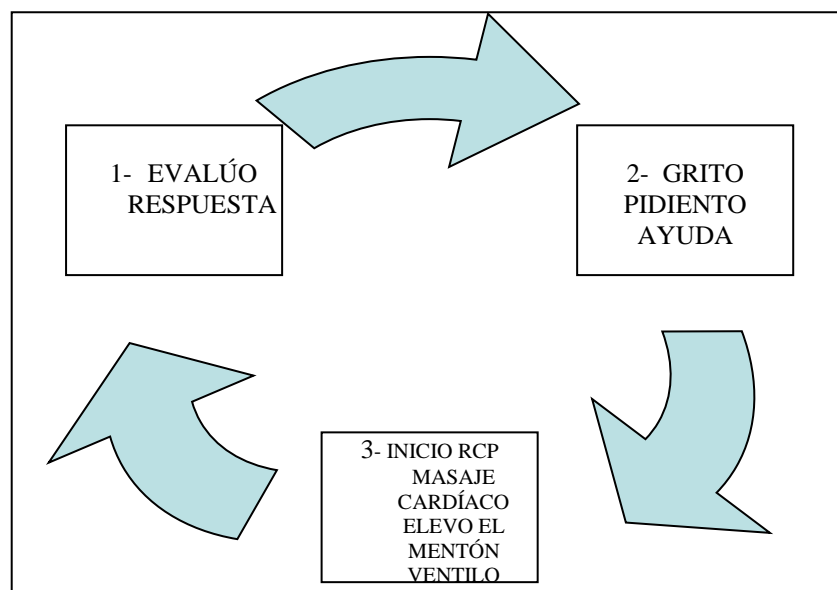 1- EVALÚO
RESPUESTA
2- GRITO
PIDIENTO
AYUDA
3- INICIO RCP
MASAJE
CARDÍACO
ELEVO EL
MENTÓN
VENTILO